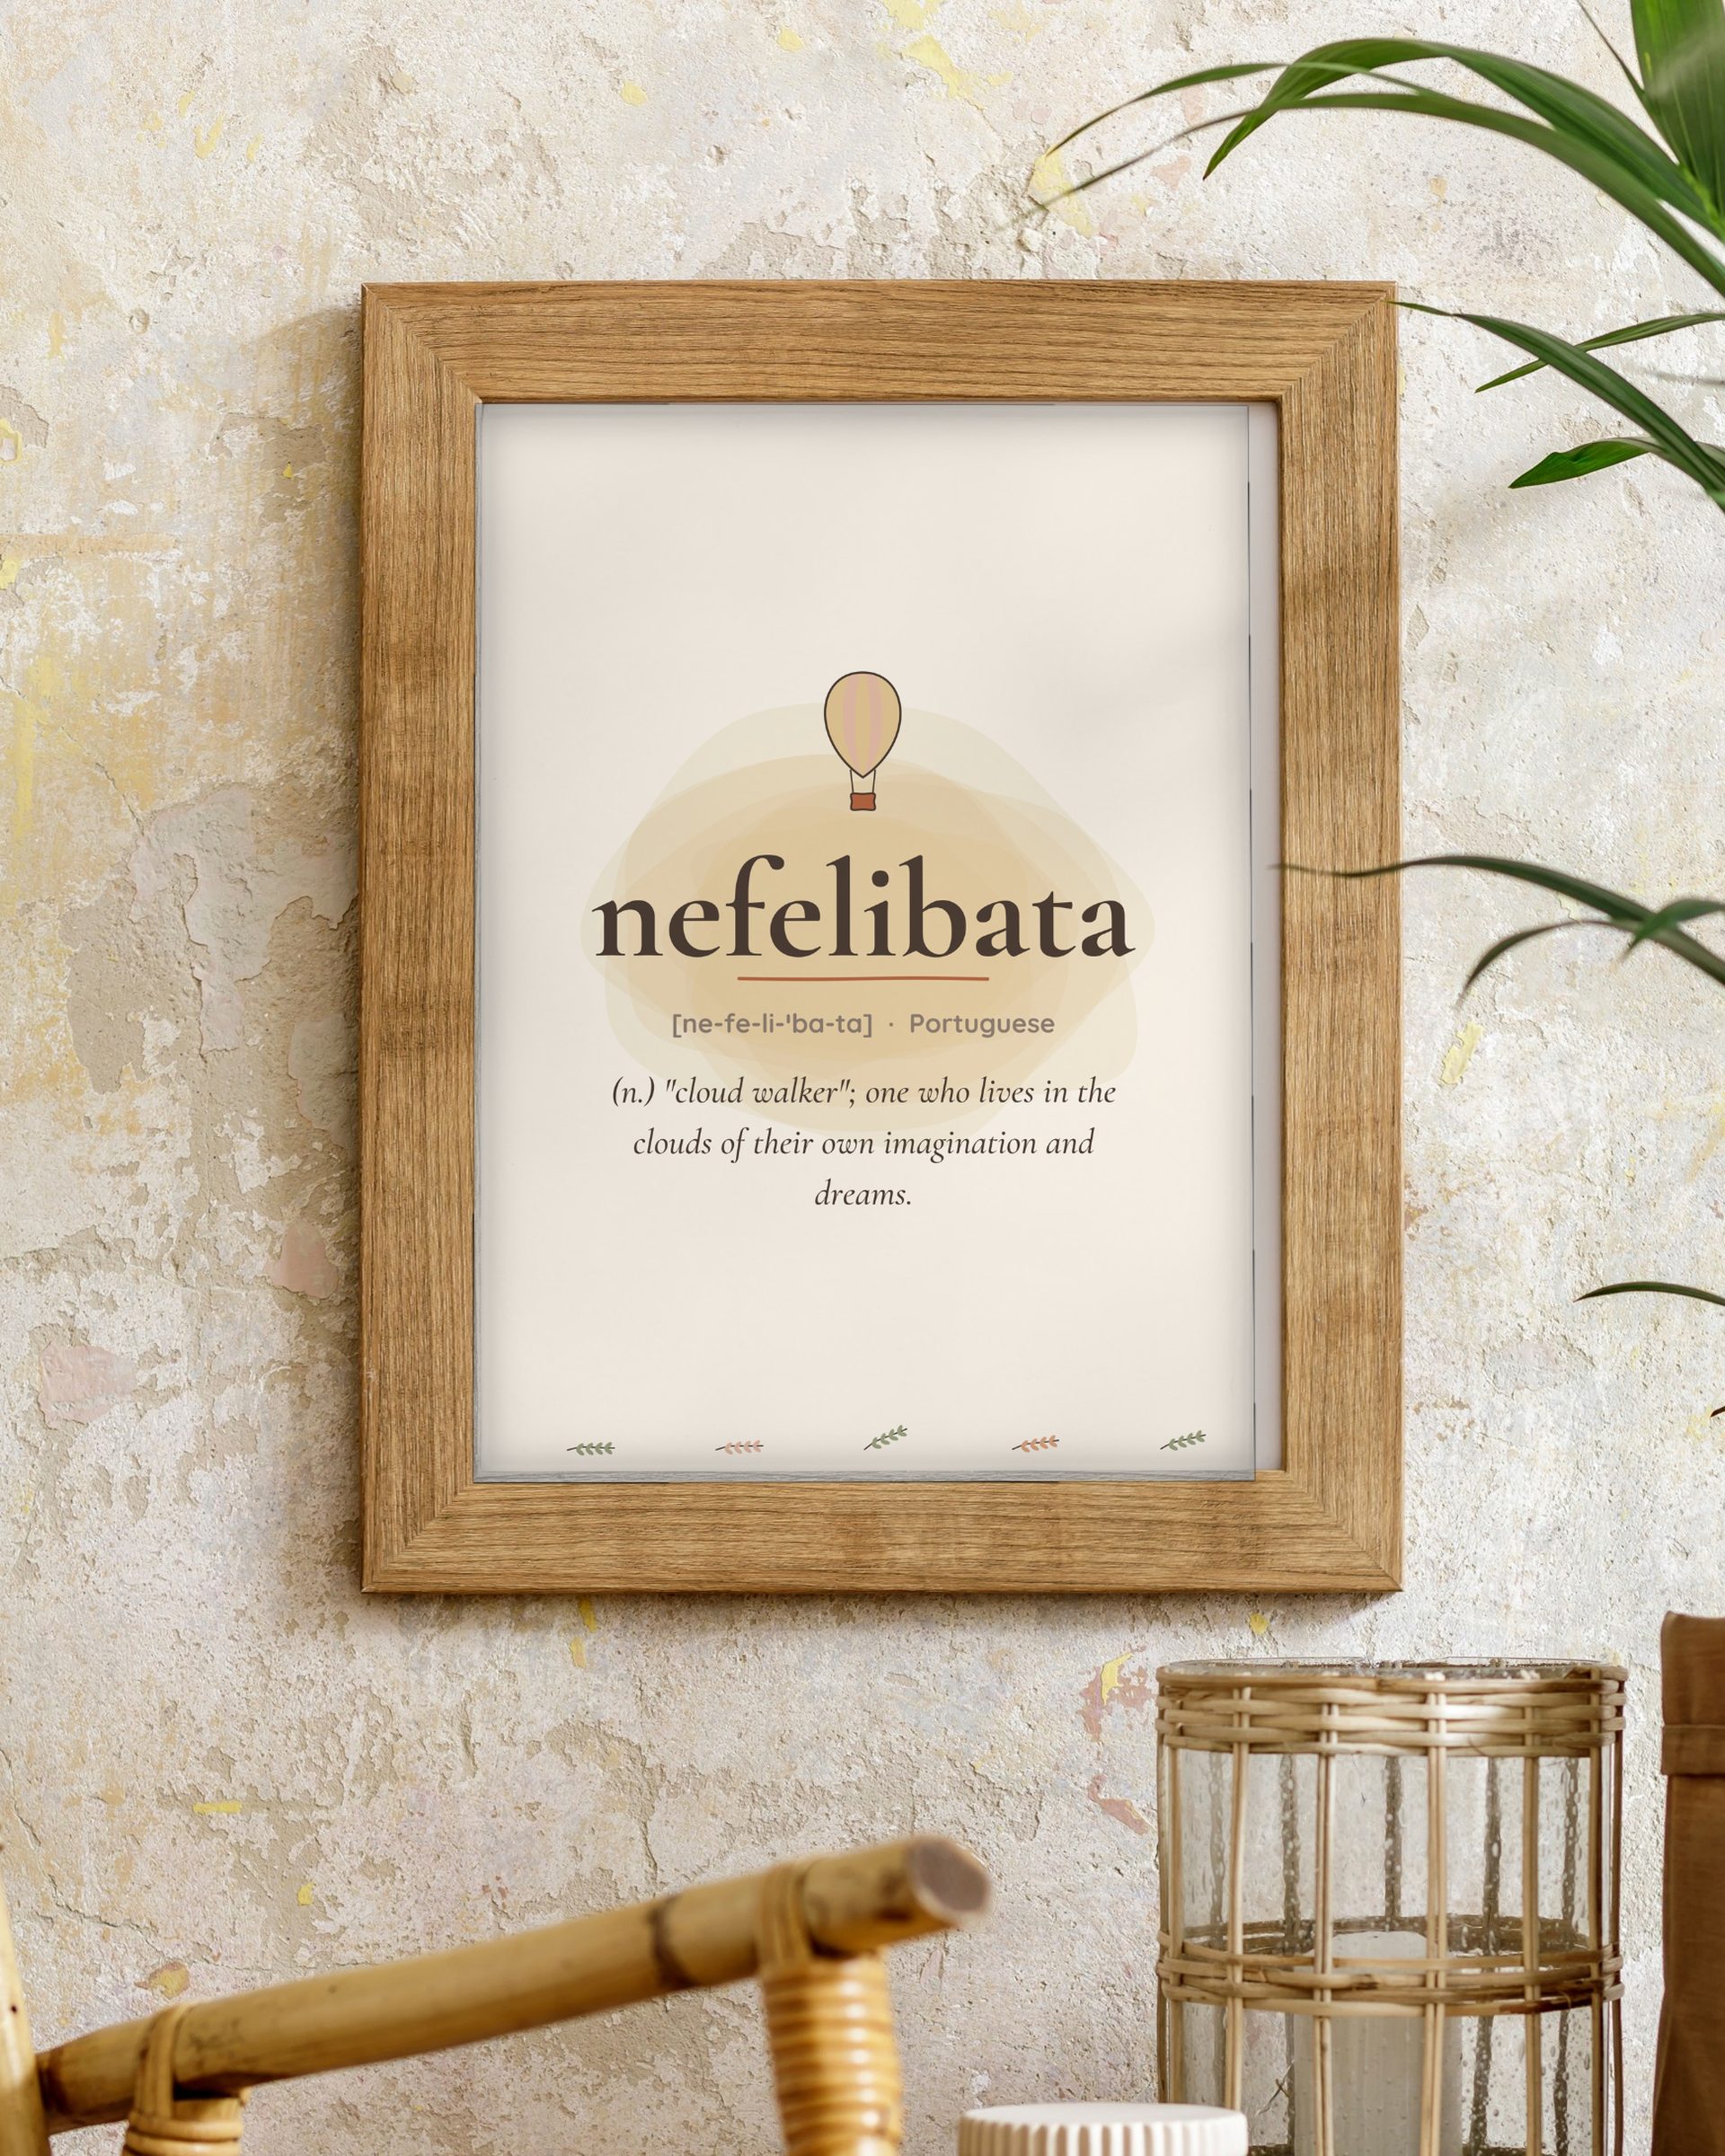 nefelibata
[ne-fe-li-'ba-ta] · Portuguese
(n.) "cloud walker"; one who lives in the
clouds of their own imagination and
dreams.